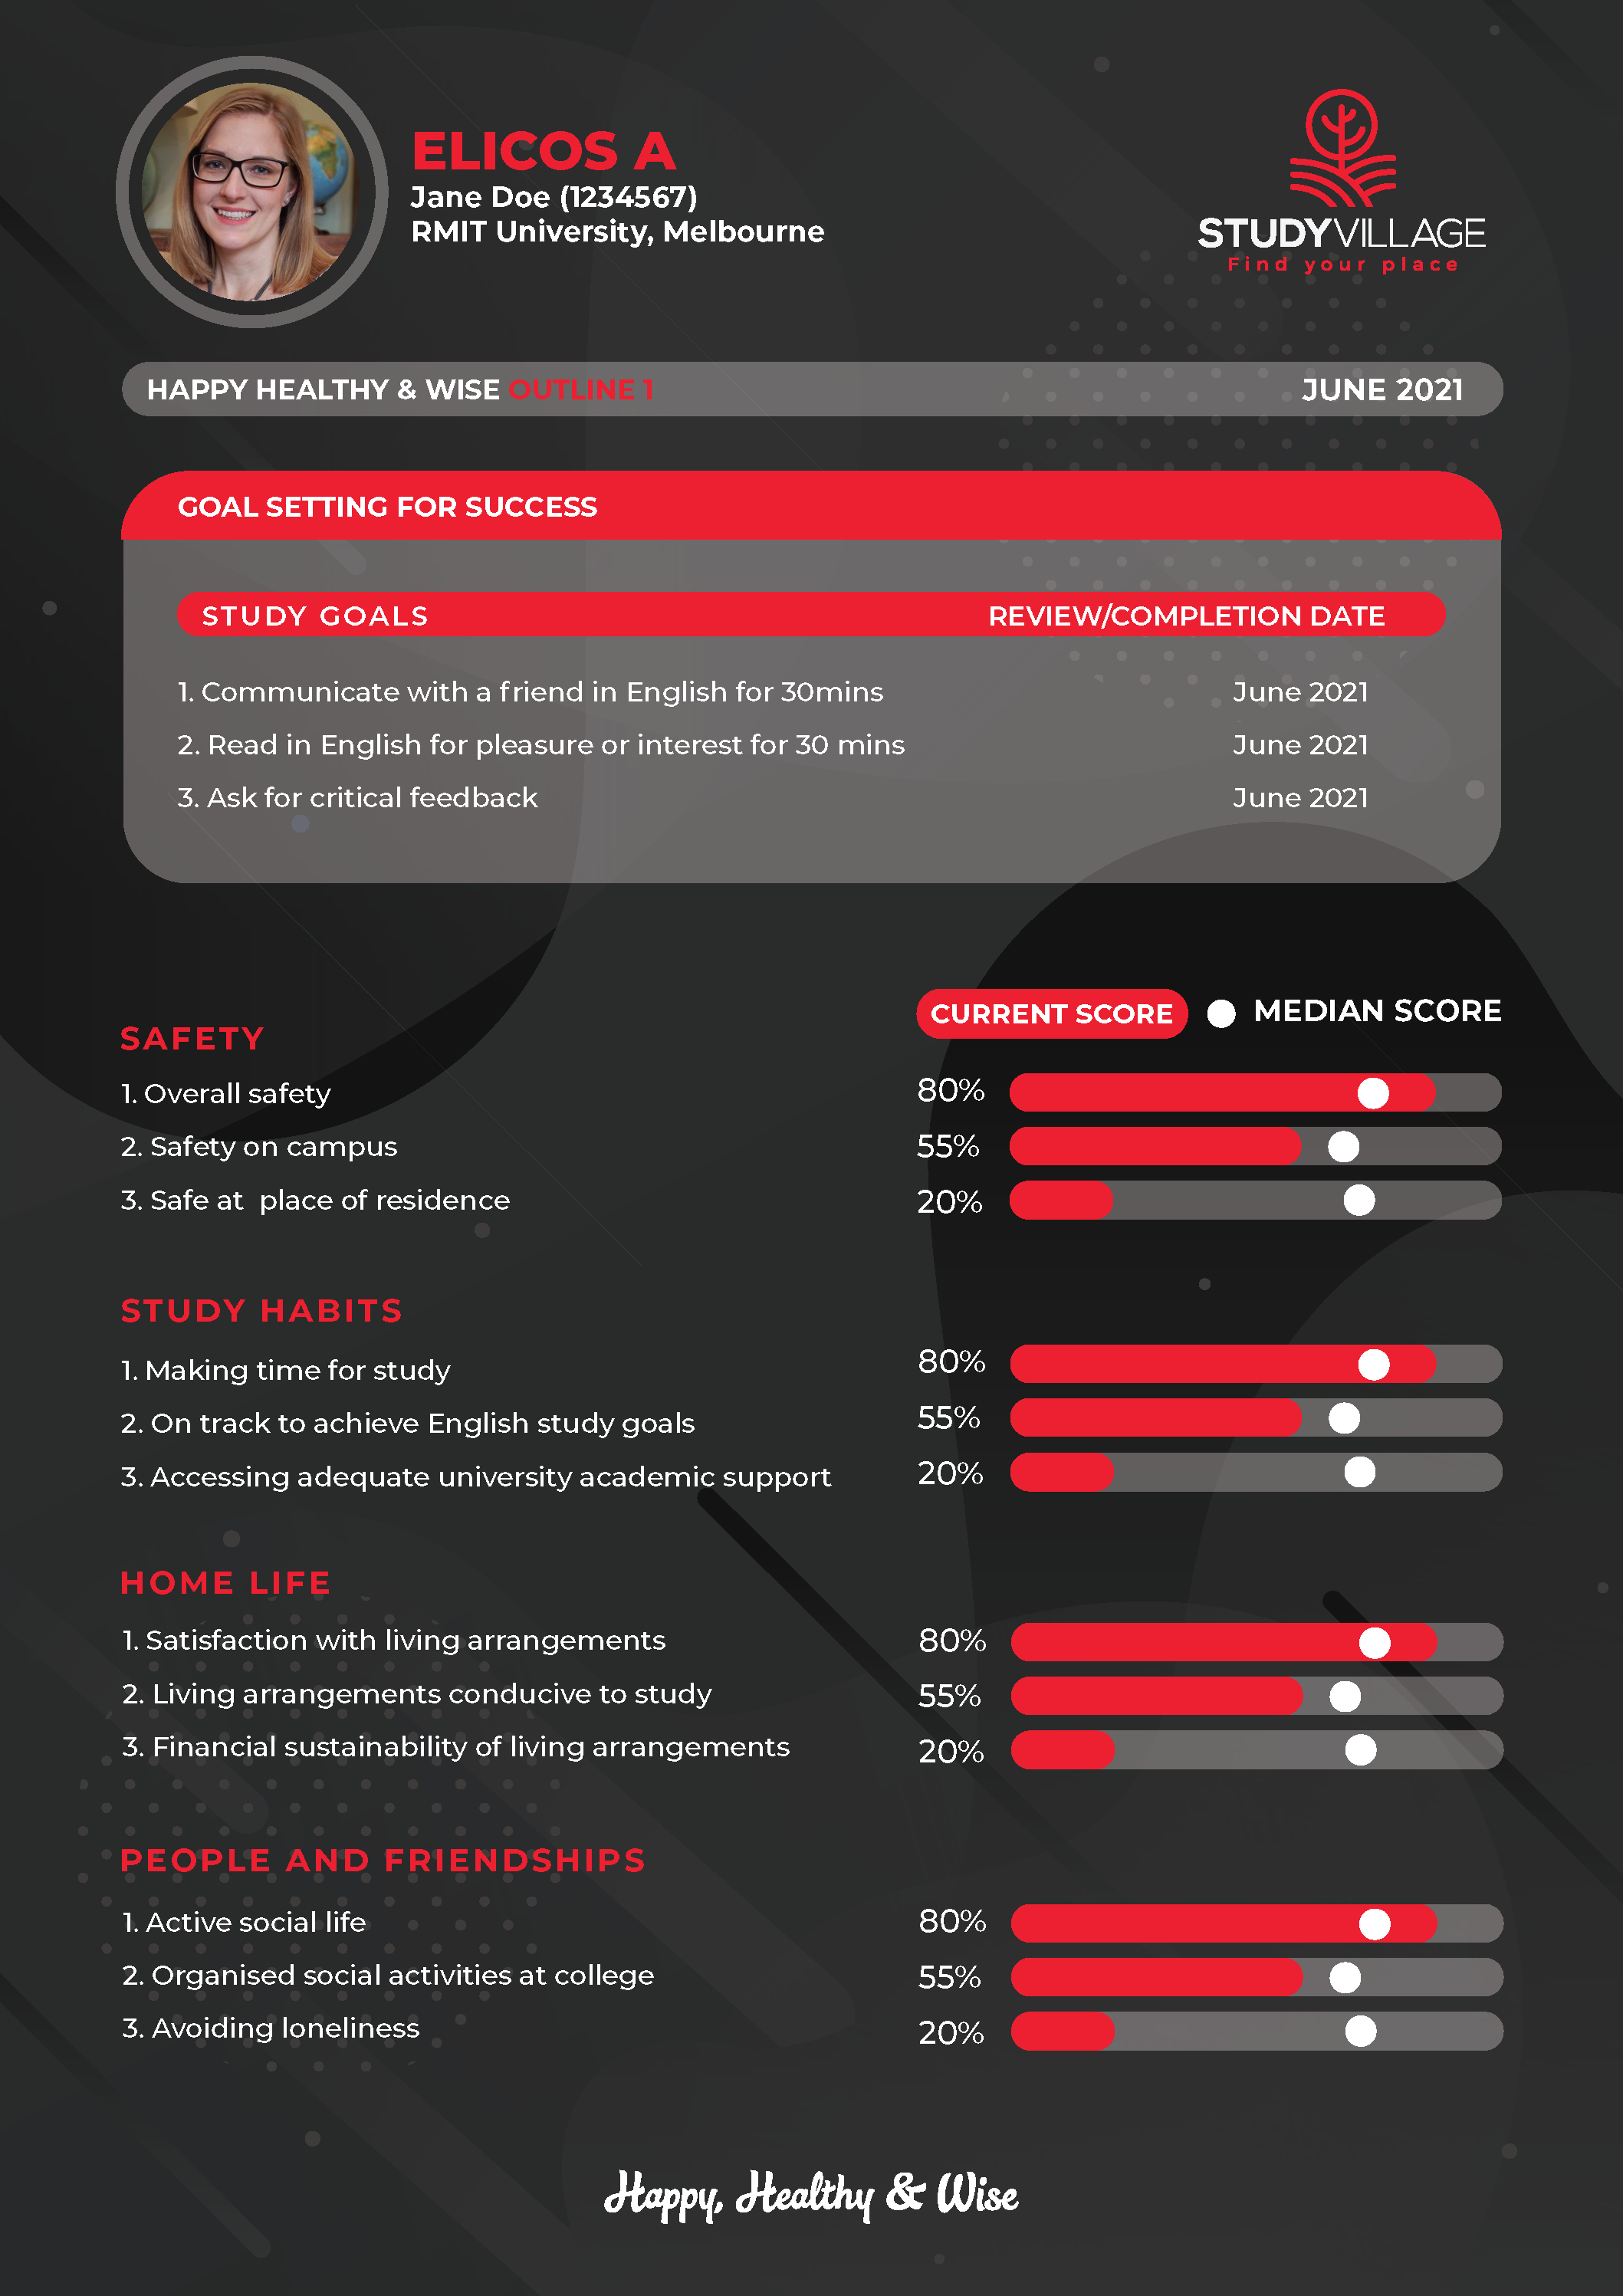 ELICOS A
Jane Doe (1234567)
RMIT University, Melbourne
STUDYVILLAGE
Find your place
HAPPY HEALTHY & WISE OUTLINE 1 JUNE 2021
GOAL SETTING FOR SUCCESS
STUDY GOALS REVIEW/COMPLETION DATE
1. Communicate with a friend in English for 30mins June 2021
2. Read in English for pleasure or interest for 30 mins June 2021
3. Ask for critical feedback June 2021
CURRENT SCORE MEDIAN SCORE
SAFETY
1. Overall safety 80%
2. Safety on campus 55%
3. Safe at place of residence 20%
STUDY HABITS
1. Making time for study 80%
2. On track to achieve English study goals 55%
3. Accessing adequate university academic support 20%
HOME LIFE
1. Satisfaction with living arrangements 80%
2. Living arrangements conducive to study 55%
3. Financial sustainability of living arrangements 20%
PEOPLE AND FRIENDSHIPS
1. Active social life 80%
2. Organised social activities at college 55%
3. Avoiding loneliness 20%
Happy, Healthy & Wise